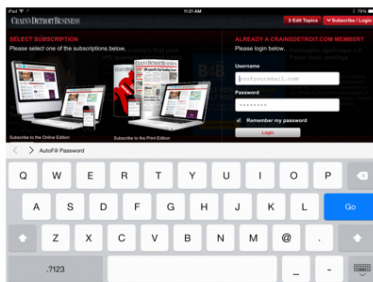 iPad
11:21 AM
CRAIN'S DETROIT BUSINESS
> Edit Topics
Subscribe / Login
SELECT SUBSCRIPTION
Please select one of the subscriptions below.
Subscribe to the Online Edition
Subscribe to the Print Edition
ALREADY A CRAINSDETROIT.COM MEMBER?
Please login below.
Username
you@youremail.com
Password
Remember my password
Login
< > AutoFill Password
Q W E R T Y U I O P
A S D F G H J K L Go
Z X C V B N M @ .
.?123 _ -